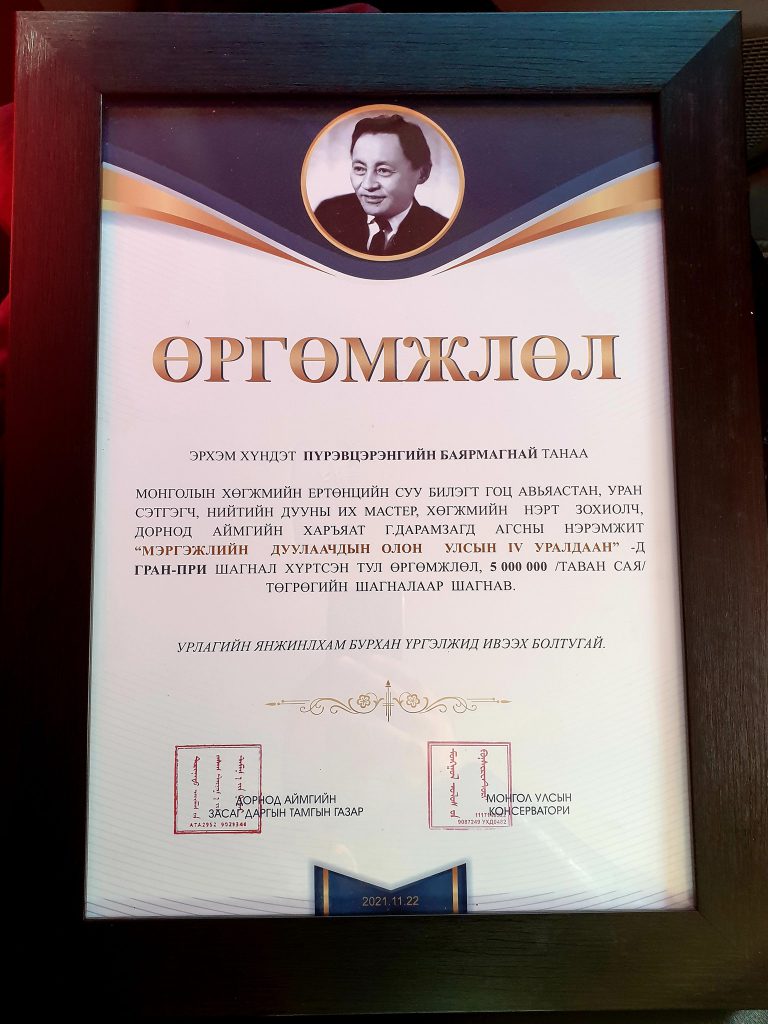 ӨРГӨМЖЛӨЛ
ЭРХЭМ ХҮНДЭТ ПҮРЭВЦЭРЭНГИЙН БАЯРМАГНАЙ ТАНАА
МОНГОЛЫН ХӨГЖМИЙН ЕРТӨНЦИЙН СУУ БИЛЭГТ ГОЦ АВЬЯАСТАН, УРАН
СЭТГЭГЧ, НИЙТИЙН ДУУНЫ ИХ МАСТЕР, ХӨГЖМИЙН НЭРТ ЗОХИОЛЧ,
ДОРНОД АЙМГИЙН ХАРЪЯАТ Г.ДАРАМЗАГД АГСНЫ НЭРЭМЖИТ
“МЭРГЭЖЛИЙН ДУУЛААЧДЫН ОЛОН УЛСЫН IV УРАЛДААН” -Д
ГРАН-ПРИ ШАГНАЛ ХҮРТСЭН ТУЛ ӨРГӨМЖЛӨЛ, 5 000 000 /ТАВАН САЯ/
ТӨГРӨГИЙН ШАГНАЛААР ШАГНАВ.
УРЛАГИЙН ЯНЖИНЛХАМ БУРХАН ҮРГЭЛЖИД ИВЭЭХ БОЛТУГАЙ.
ДОРНОД АЙМГИЙН
ЗАСАГ ДАРГЫН ТАМГЫН ГАЗАР
МОНГОЛ УЛСЫН
КОНСЕРВАТОРИ
2021.11.22